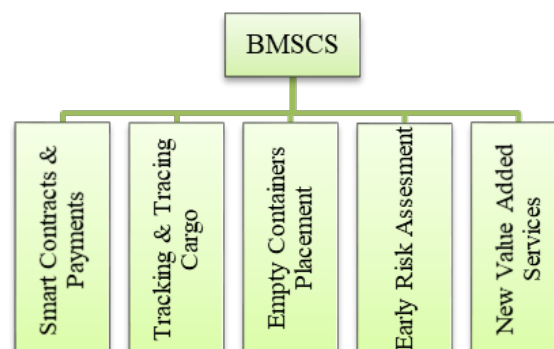 BMSCS
Smart Contracts &
Payments
Tracking & Tracing
Cargo
Empty Containers
Placement
Early Risk Assesment
New Value Added
Services